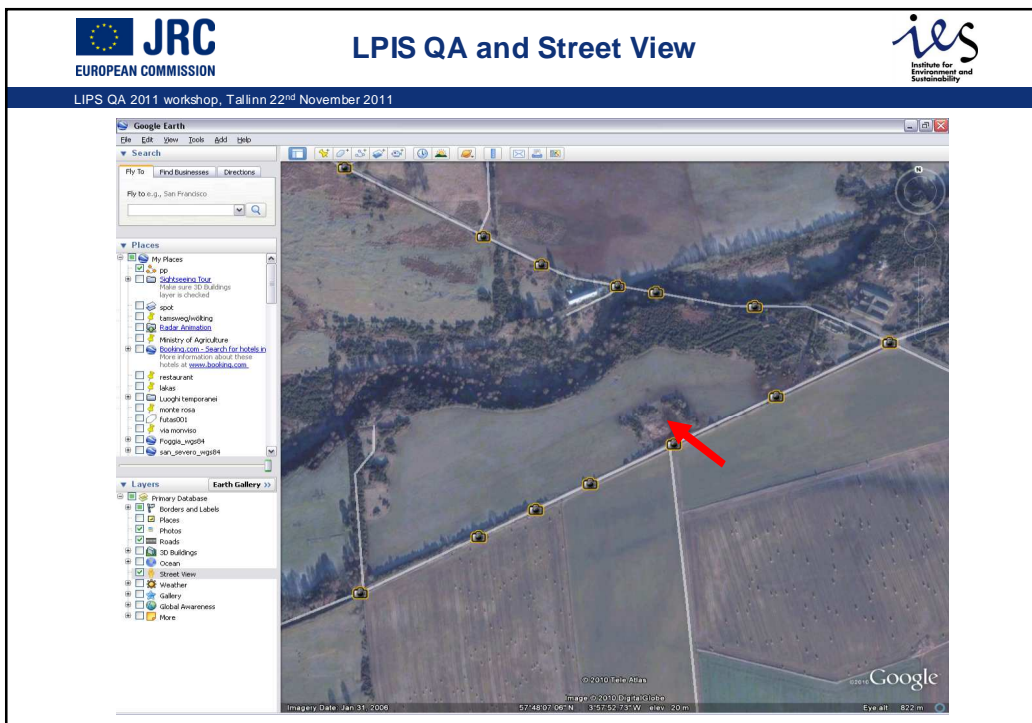 JRC
EUROPEAN COMMISSION
LPIS QA and Street View
ies
Institute for
Environment and
Sustainability
LIPS QA 2011 workshop, Tallinn 22nd November 2011
Google Earth
File Edit View Tools Add Help
Search
Fly To Find Businesses Directions
Fly to e.g., San Francisco
Places
My Places
pp
Sightseeing Tour
Make sure 3D Buildings
layer is checked
spot
tamsweg/wölting
Radar Animation
Ministry of Agriculture
Booking.com - Search for hotels in
More information about these
hotels at www.booking.com
restaurant
lakas
Luoghi temporanei
monte rosa
futas001
via monviso
Foggia_wgs84
san_severo_wgs84
Layers Earth Gallery >>
Primary Database
Borders and Labels
Places
Photos
Roads
3D Buildings
Ocean
Street View
Weather
Gallery
Global Awareness
More
N
© 2010 Tele Atlas
Image © 2010 DigitalGlobe
©2010 Google
Imagery Date: Jan 31, 2006 57°48'07.06" N 3°57'52.73" W elev 20 m Eye alt 822 m